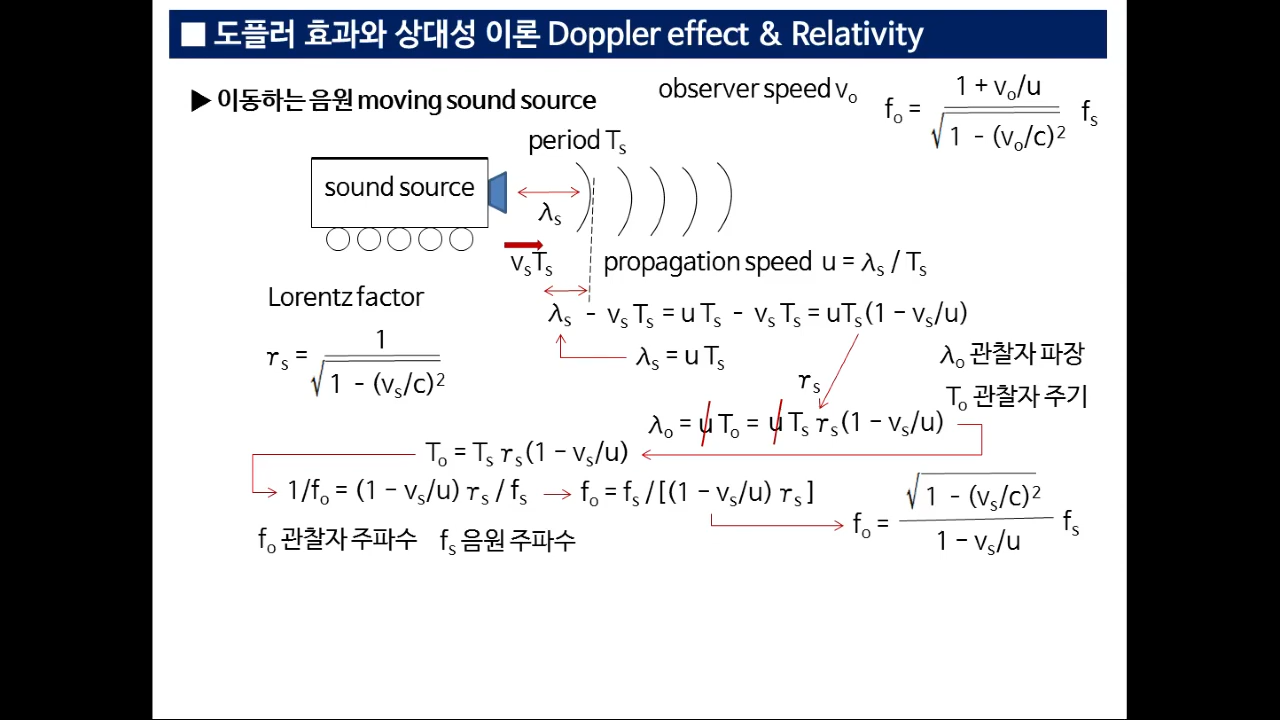 ■ 도플러 효과와 상대성 이론 Doppler effect & Relativity
▶ 이동하는 음원 moving sound source
observer speed vₒ
fₒ = (1 + vₒ/u) / √(1 - (vₒ/c)²) fₛ
period Tₛ
sound source
λₛ
vₛTₛ
propagation speed u = λₛ / Tₛ
Lorentz factor
λₛ - vₛ Tₛ = u Tₛ - vₛ Tₛ = uTₛ(1 − vₛ/u)
rₛ = 1 / √(1 - (vₛ/c)²)
λₛ = u Tₛ
λₒ 관찰자 파장
rₛ
Tₒ 관찰자 주기
λₒ = u Tₒ = u Tₛ rₛ(1 − vₛ/u)
Tₒ = Tₛ rₛ(1 − vₛ/u)
1/fₒ = (1 − vₛ/u) rₛ / fₛ → fₒ = fₛ / [(1 − vₛ/u) rₛ]
fₒ = √(1 - (vₛ/c)²) / (1 − vₛ/u) fₛ
fₒ 관찰자 주파수 fₛ 음원 주파수